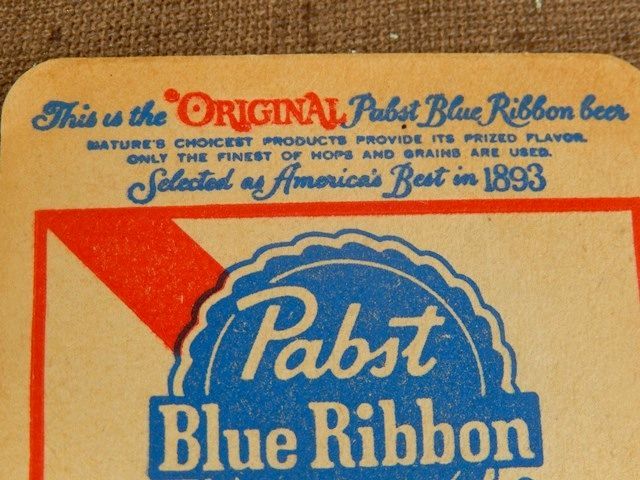 This is the ORIGINAL Pabst Blue Ribbon beer
NATURE'S CHOICEST PRODUCTS PROVIDE ITS PRIZED FLAVOR.
ONLY THE FINEST OF HOPS AND GRAINS ARE USED.
Selected as America's Best in 1893
Pabst
Blue Ribbon